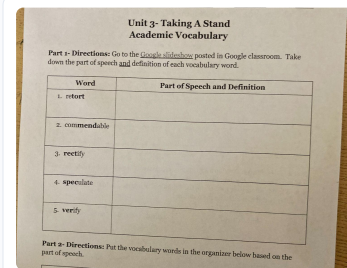 Unit 3- Taking A Stand
Academic Vocabulary
Part 1- Directions: Go to the Google slideshow posted in Google classroom. Take
down the part of speech and definition of each vocabulary word.
Word Part of Speech and Definition
1. retort
2. commendable
3. rectify
4. speculate
5. verify
Part 2- Directions: Put the vocabulary words in the organizer below based on the
part of speech.